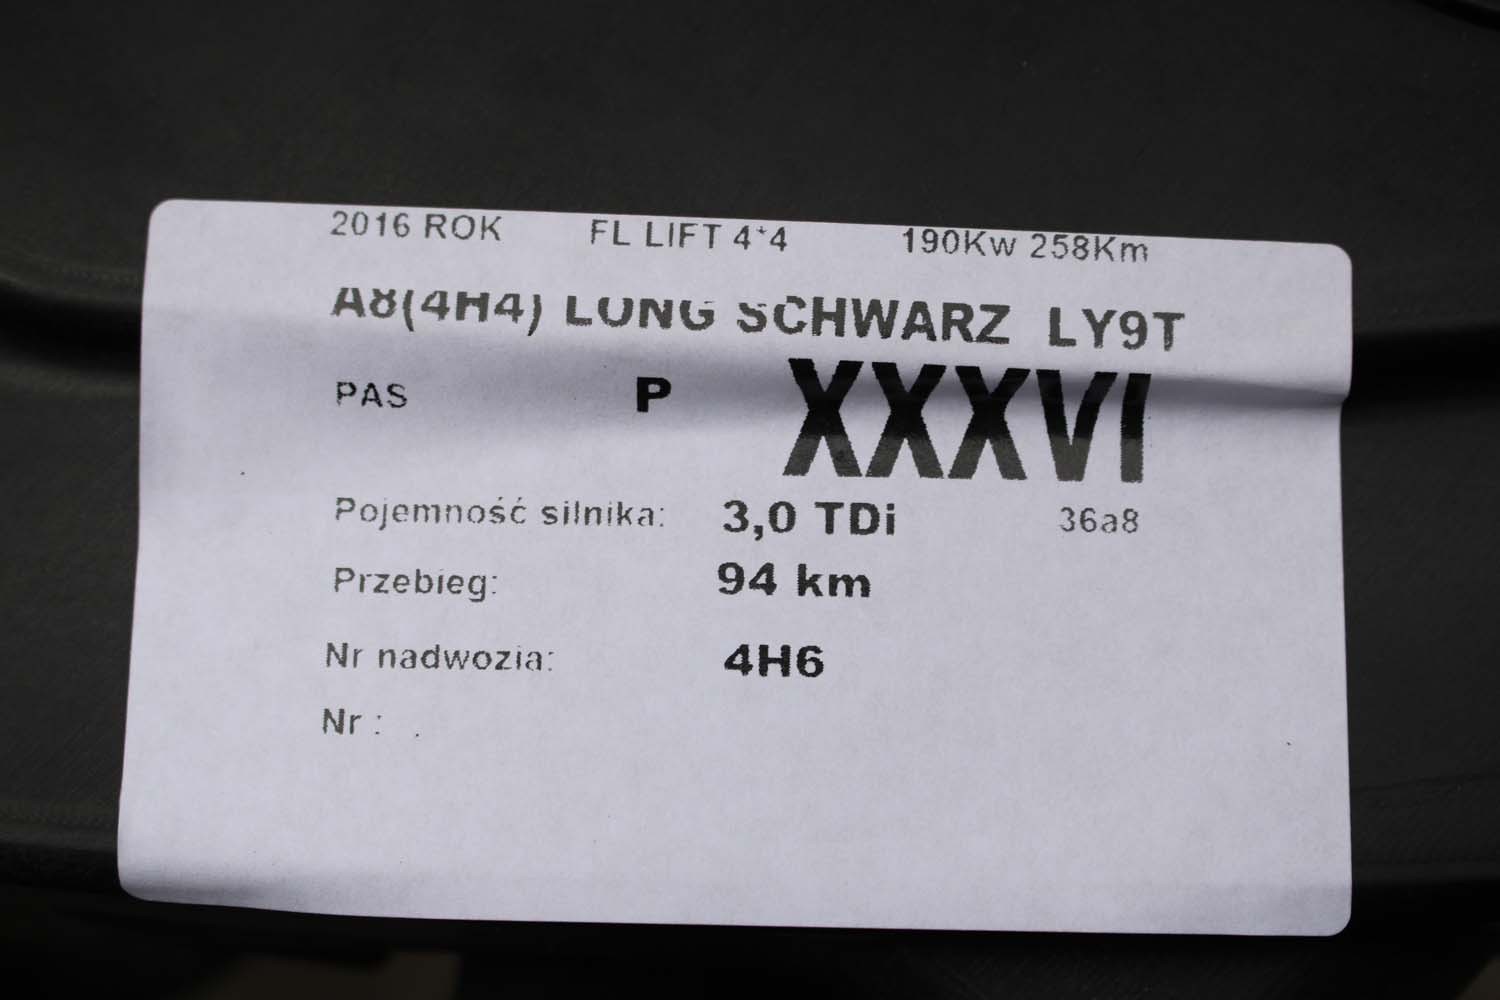 2016 ROK FL LIFT 4*4 190Kw 258Km
A8(4H4) LONG SCHWARZ LY9T
PAS P XXXVI
Pojemność silnika: 3,0 TDi 36a8
Przebieg: 94 km
Nr nadwozia: 4H6
Nr : .